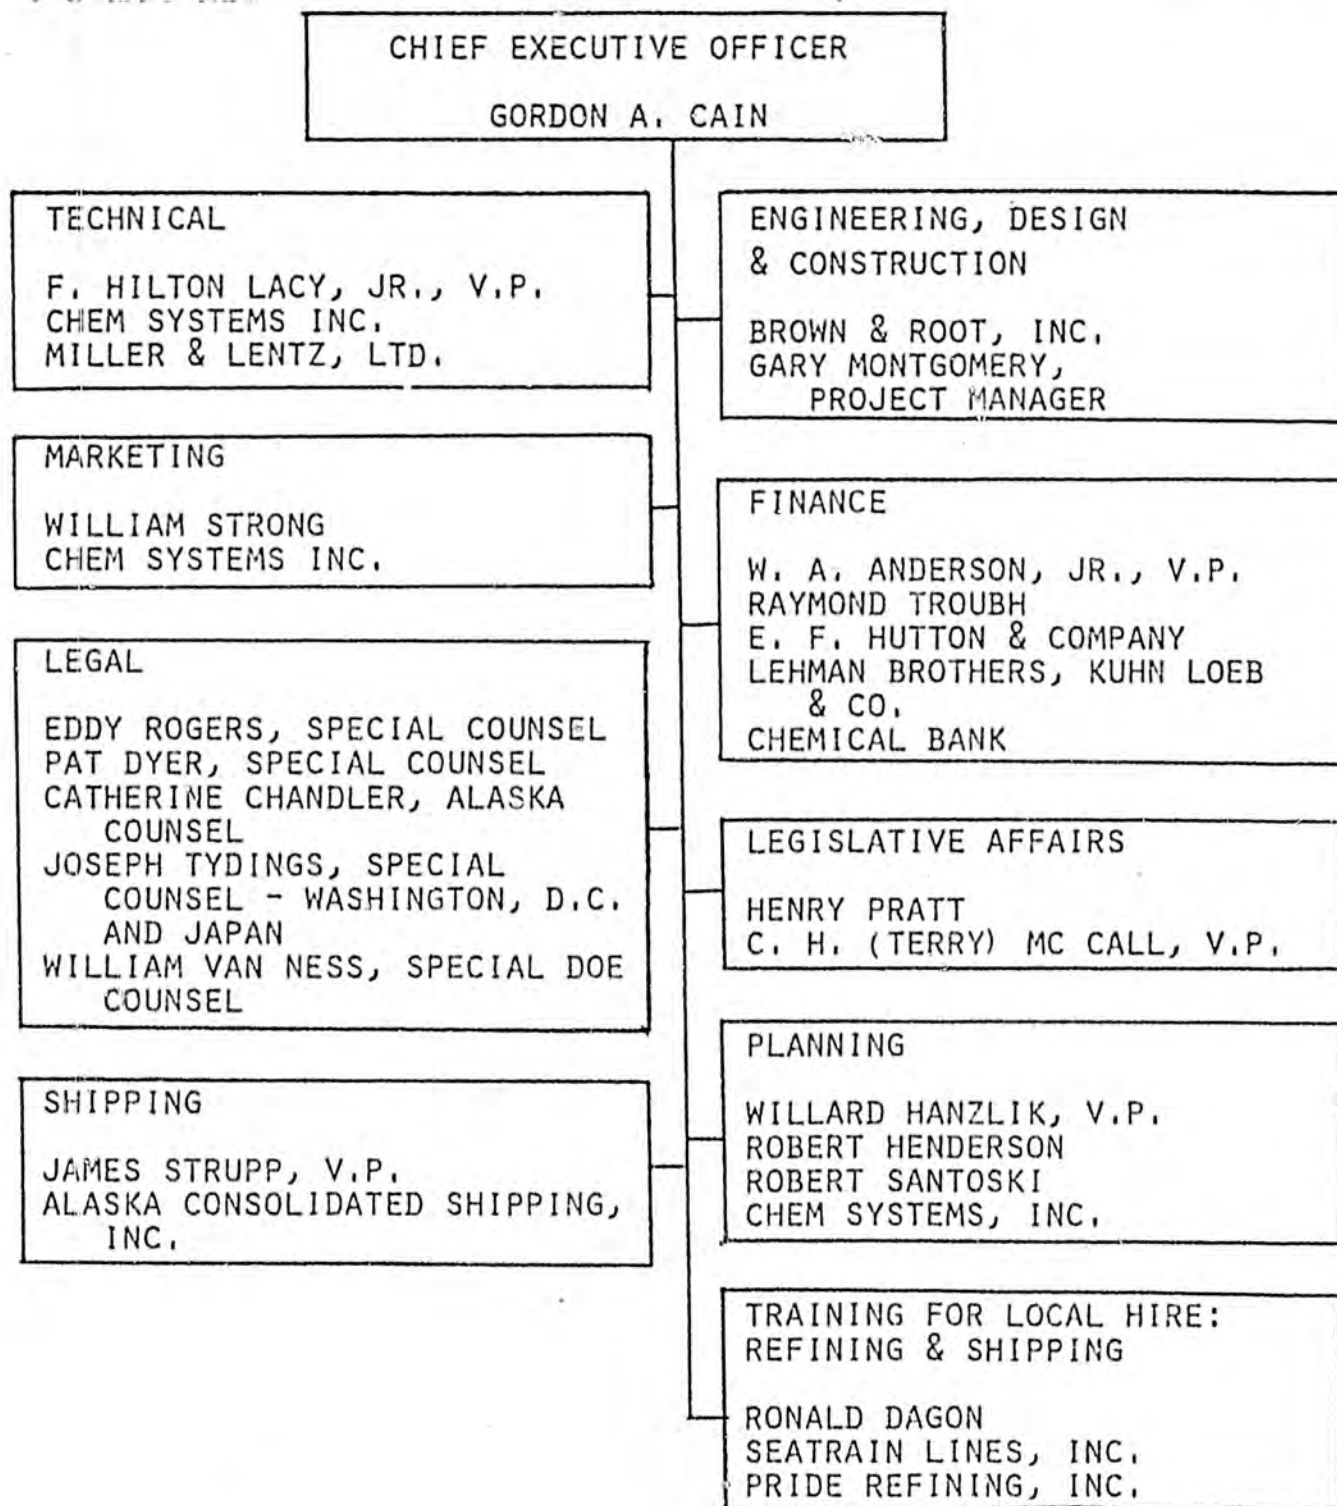 CHIEF EXECUTIVE OFFICER
GORDON A. CAIN
TECHNICAL
F. HILTON LACY, JR., V.P.
CHEM SYSTEMS INC.
MILLER & LENTZ, LTD.
MARKETING
WILLIAM STRONG
CHEM SYSTEMS INC.
LEGAL
EDDY ROGERS, SPECIAL COUNSEL
PAT DYER, SPECIAL COUNSEL
CATHERINE CHANDLER, ALASKA
COUNSEL
JOSEPH TYDINGS, SPECIAL
COUNSEL - WASHINGTON, D.C.
AND JAPAN
WILLIAM VAN NESS, SPECIAL DOE
COUNSEL
SHIPPING
JAMES STRUPP, V.P.
ALASKA CONSOLIDATED SHIPPING,
INC.
ENGINEERING, DESIGN
& CONSTRUCTION
BROWN & ROOT, INC.
GARY MONTGOMERY,
PROJECT MANAGER
FINANCE
W. A. ANDERSON, JR., V.P.
RAYMOND TROUBH
E. F. HUTTON & COMPANY
LEHMAN BROTHERS, KUHN LOEB
& CO.
CHEMICAL BANK
LEGISLATIVE AFFAIRS
HENRY PRATT
C. H. (TERRY) MC CALL, V.P.
PLANNING
WILLARD HANZLIK, V.P.
ROBERT HENDERSON
ROBERT SANTOSKI
CHEM SYSTEMS, INC.
TRAINING FOR LOCAL HIRE:
REFINING & SHIPPING
RONALD DAGON
SEATRAIN LINES, INC.
PRIDE REFINING, INC.